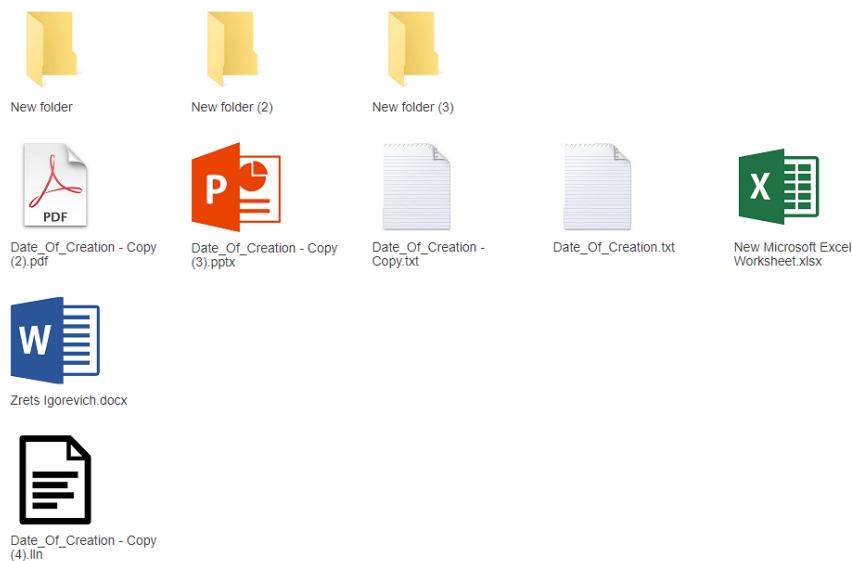 New folder
New folder (2)
New folder (3)
PDF
Date_Of_Creation - Copy
(2).pdf
P
Date_Of_Creation - Copy
(3).pptx
Date_Of_Creation -
Copy.txt
Date_Of_Creation.txt
X
New Microsoft Excel
Worksheet.xlsx
W
Zrets Igorevich.docx
Date_Of_Creation - Copy
(4).lln